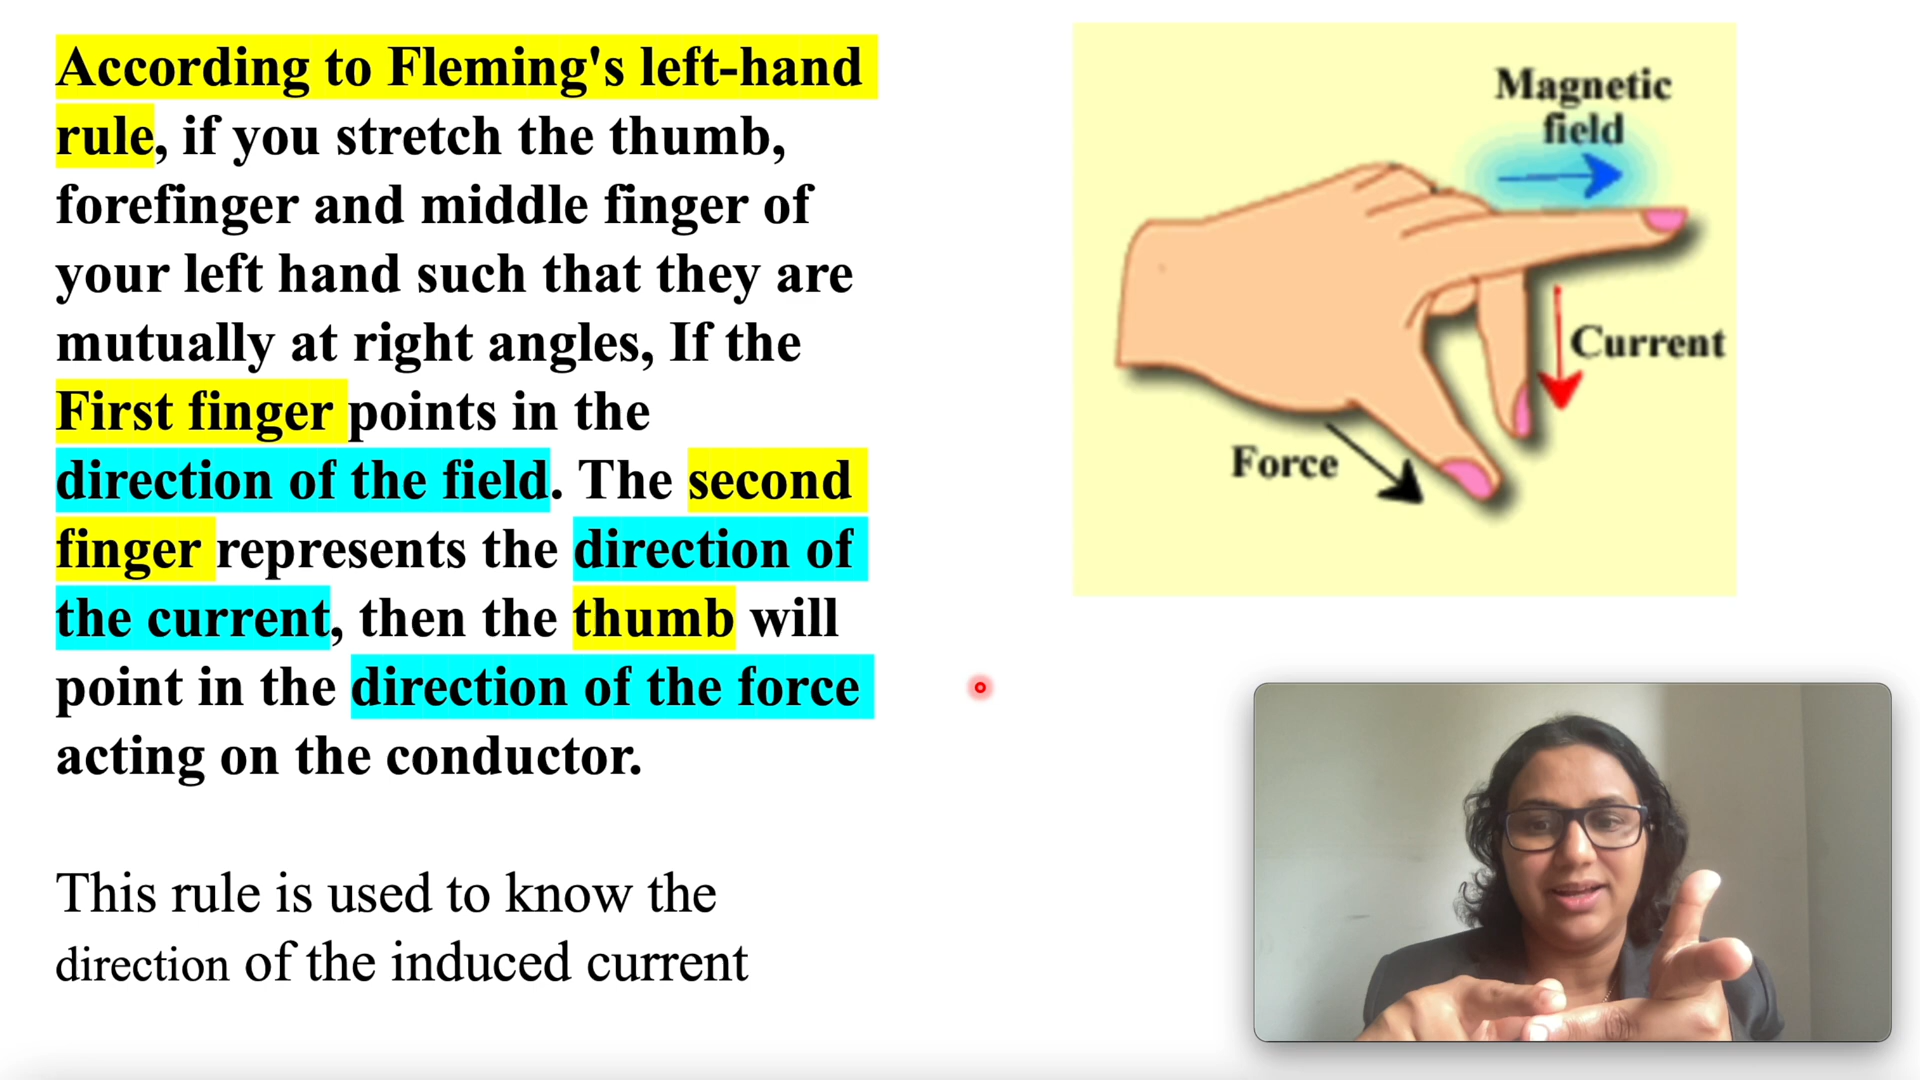 According to Fleming's left-hand
rule, if you stretch the thumb,
forefinger and middle finger of
your left hand such that they are
mutually at right angles, If the
First finger points in the
direction of the field. The second
finger represents the direction of
the current, then the thumb will
point in the direction of the force
acting on the conductor.
This rule is used to know the
direction of the induced current
Magnetic
field
Current
Force